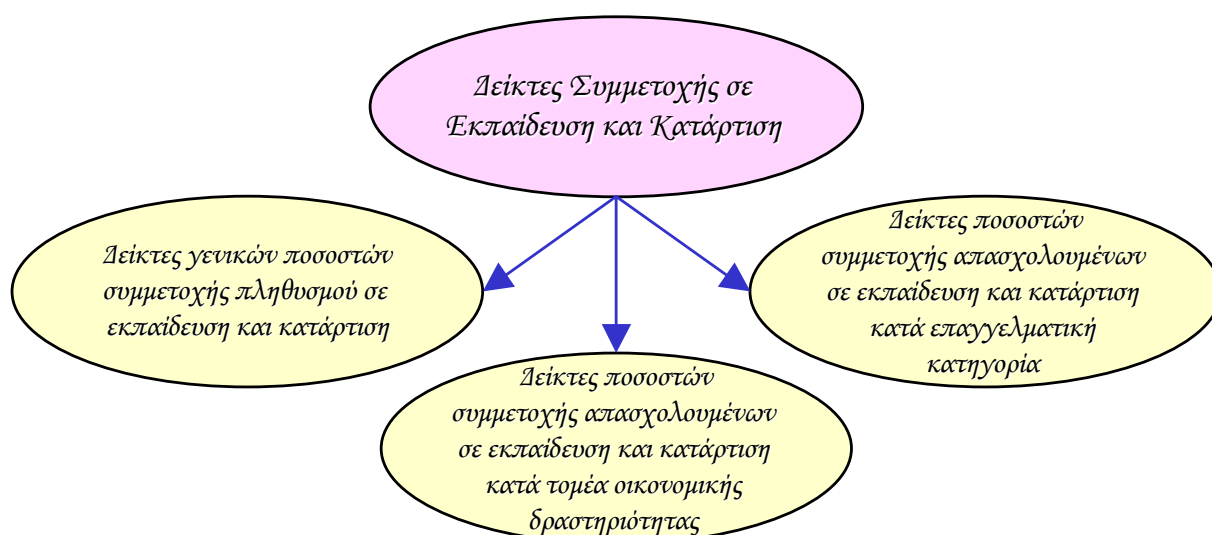 Δείκτες Συμμετοχής σε
Εκπαίδευση και Κατάρτιση
Δείκτες γενικών ποσοστών
συμμετοχής πληθυσμού σε
εκπαίδευση και κατάρτιση
Δείκτες ποσοστών
συμμετοχής απασχολουμένων
σε εκπαίδευση και κατάρτιση
κατά τομέα οικονομικής
δραστηριότητας
Δείκτες ποσοστών
συμμετοχής απασχολουμένων
σε εκπαίδευση και κατάρτιση
κατά επαγγελματική
κατηγορία